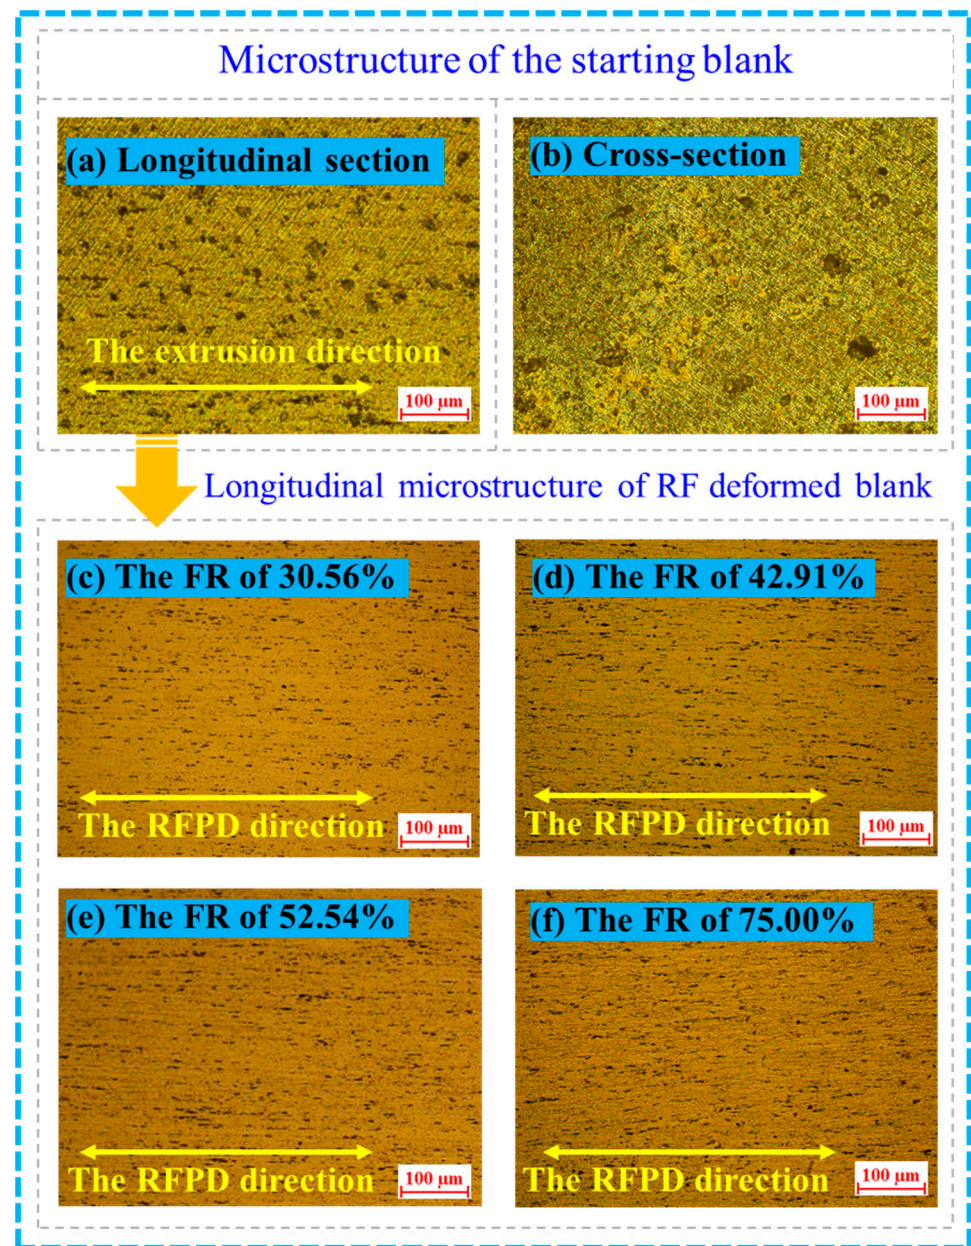 Microstructure of the starting blank
(a) Longitudinal section
(b) Cross-section
The extrusion direction
100 μm
100 μm
Longitudinal microstructure of RF deformed blank
(c) The FR of 30.56%
(d) The FR of 42.91%
The RFPD direction
100 μm
The RFPD direction
100 μm
(e) The FR of 52.54%
(f) The FR of 75.00%
The RFPD direction
100 μm
The RFPD direction
100 μm